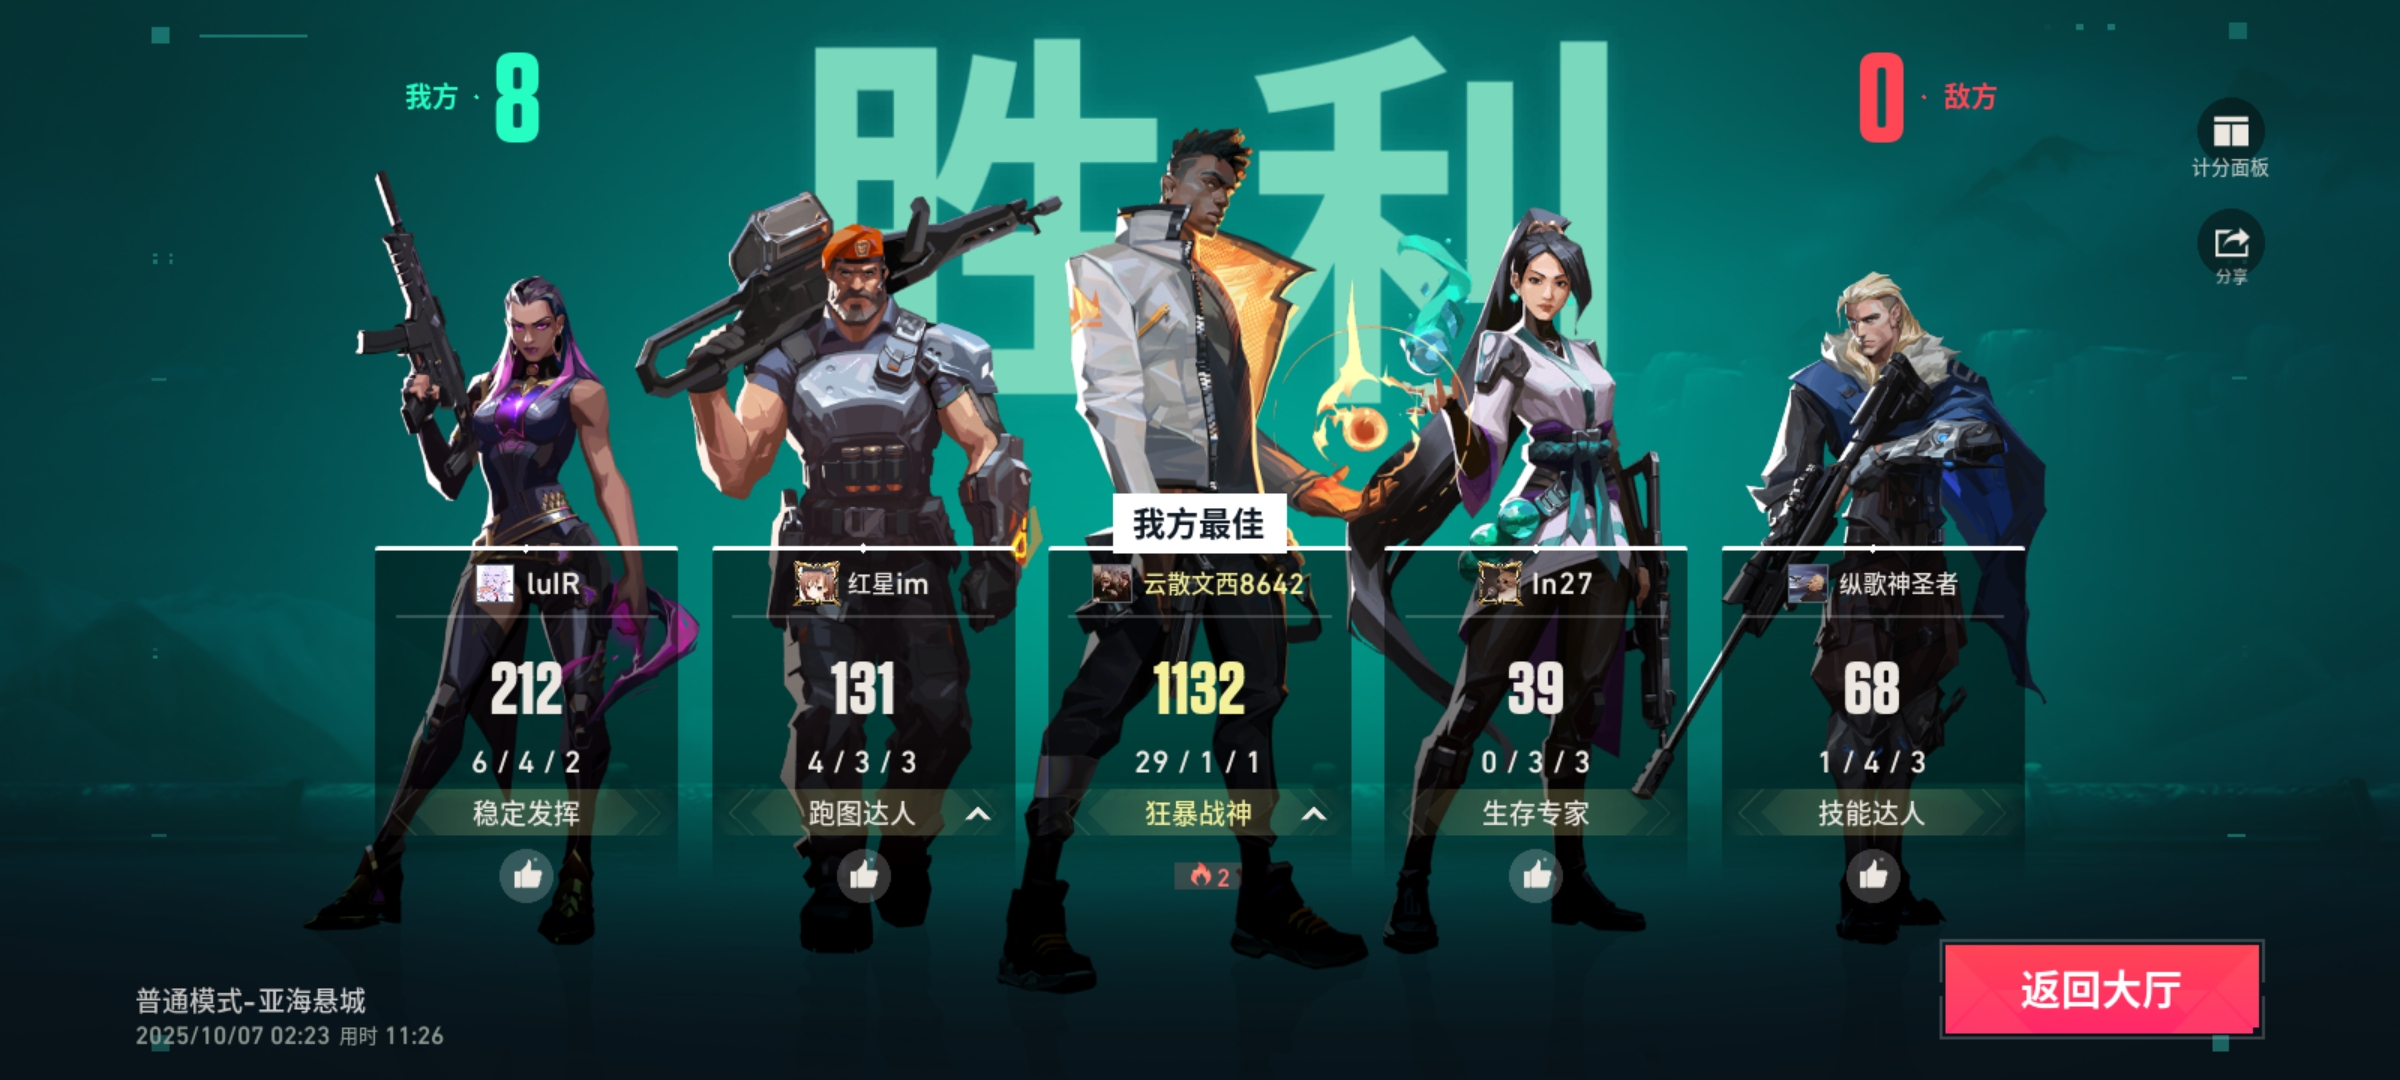 胜利
我方 · 8
0 · 敌方
计分面板
分享
我方最佳
luIR
红星im
云散文西8642
ln27
纵歌神圣者
212
131
1132
39
68
6 / 4 / 2
4 / 3 / 3
29 / 1 / 1
0 / 3 / 3
1 / 4 / 3
稳定发挥
跑图达人
狂暴战神
生存专家
技能达人
2
普通模式-亚海悬城
2025/10/07 02:23 用时 11:26
返回大厅